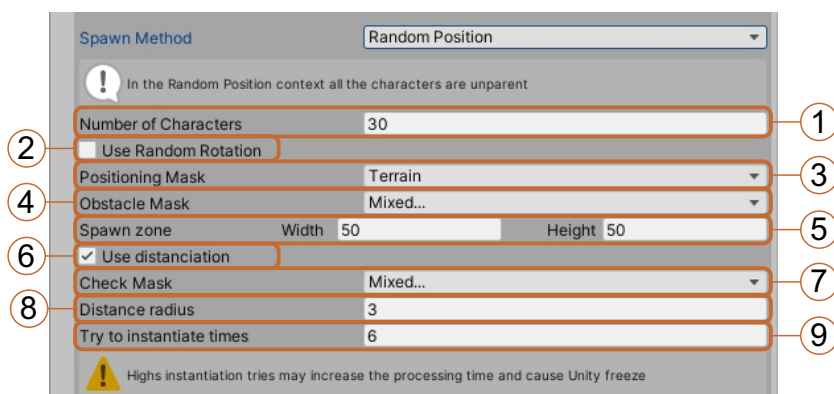 Spawn Method Random Position
In the Random Position context all the characters are unparent
Number of Characters 30 1
2 Use Random Rotation
Positioning Mask Terrain 3
4 Obstacle Mask Mixed...
Spawn zone Width 50 Height 50 5
6 Use distanciation
Check Mask Mixed... 7
8 Distance radius 3
Try to instantiate times 6 9
Highs instantiation tries may increase the processing time and cause Unity freeze